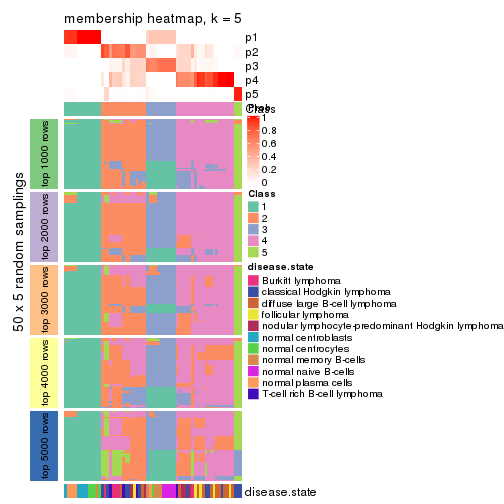 membership heatmap, k = 5
p1
p2
p3
p4
p5
Class
Prob
1
0.8
0.6
0.4
0.2
0
Class
1
2
3
4
5
disease.state
Burkitt lymphoma
classical Hodgkin lymphoma
diffuse large B-cell lymphoma
follicular lymphoma
nodular lymphocyte-predominant Hodgkin lymphoma
normal centroblasts
normal centrocytes
normal memory B-cells
normal naive B-cells
normal plasma cells
T-cell rich B-cell lymphoma
50 x 5 random samplings
top 1000 rows
top 2000 rows
top 3000 rows
top 4000 rows
top 5000 rows
disease.state